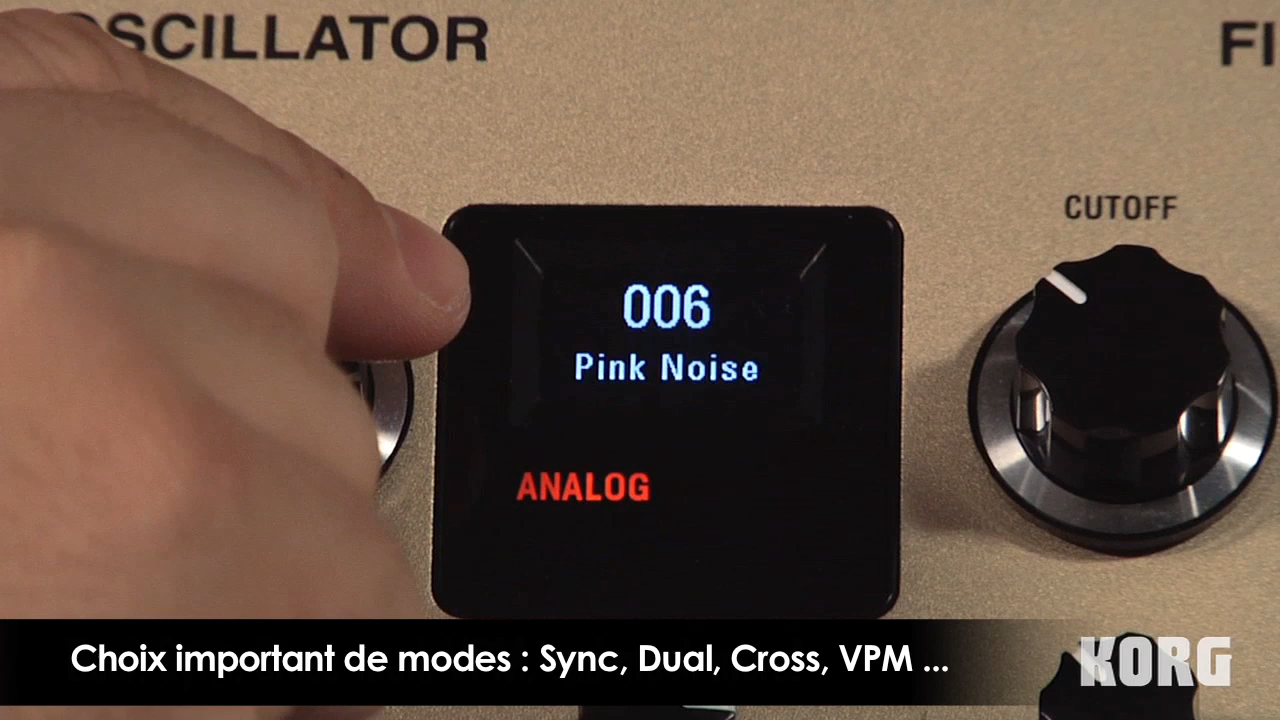 OSCILLATOR
FI
CUTOFF
006
Pink Noise
ANALOG
Choix important de modes : Sync, Dual, Cross, VPM ...
KORG